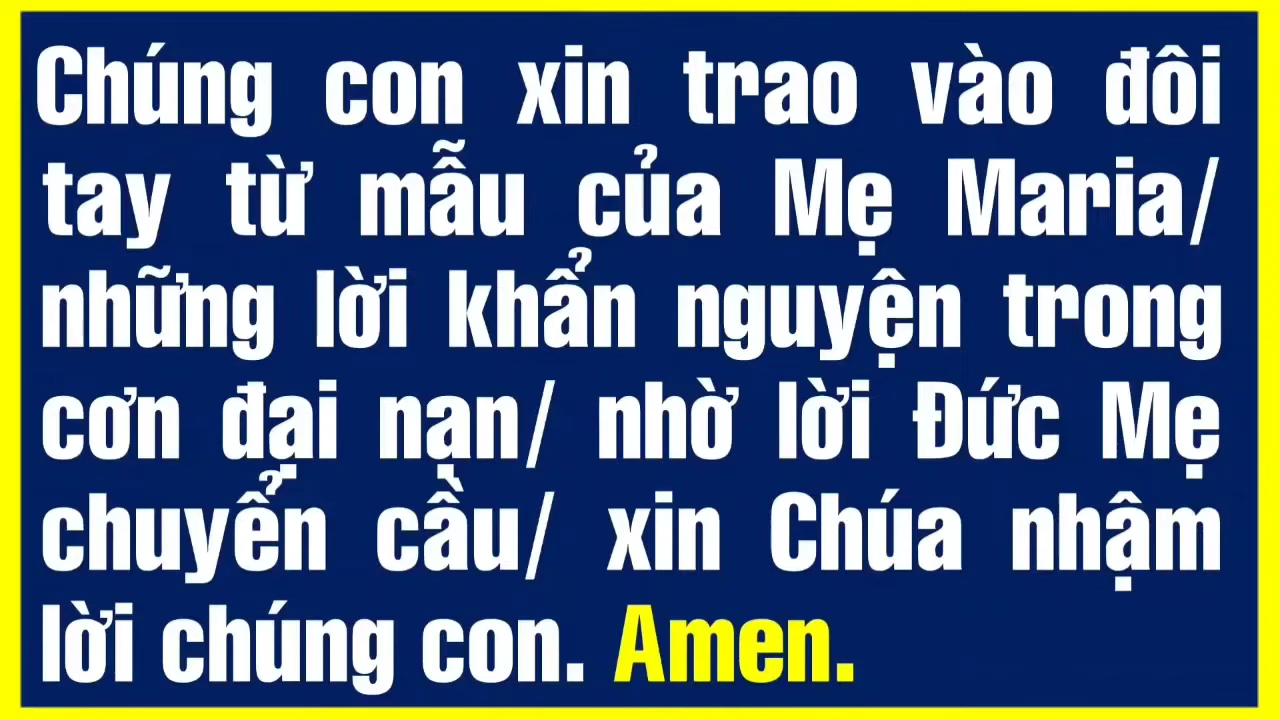 Chúng con xin trao vào đôi
tay từ mẫu của Mẹ Maria/
những lời khẩn nguyện trong
cơn đại nạn/ nhờ lời Đức Mẹ
chuyển cầu/ xin Chúa nhậm
lời chúng con. Amen.